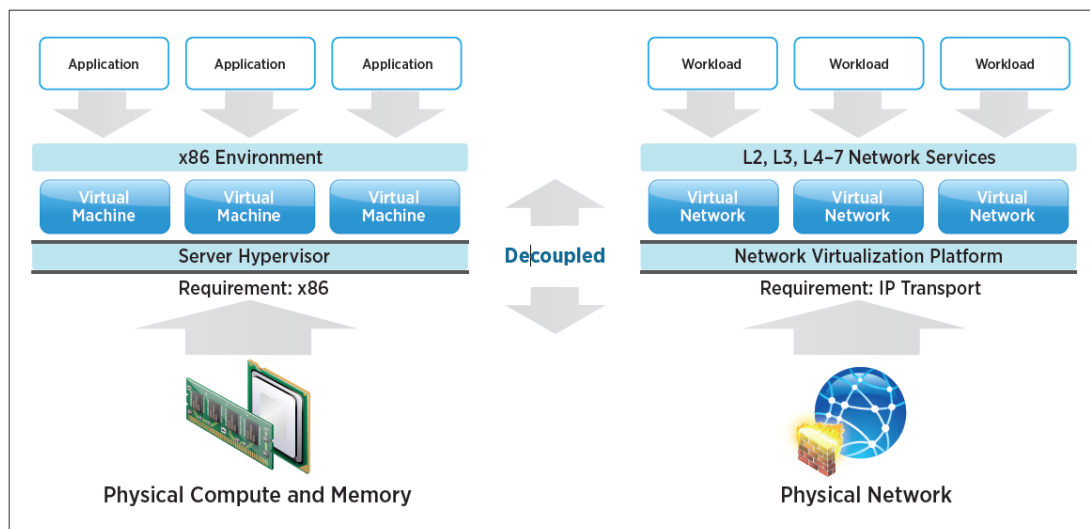 Application
Application
Application
x86 Environment
Virtual
Machine
Virtual
Machine
Virtual
Machine
Server Hypervisor
Requirement: x86
Physical Compute and Memory
Decoupled
Workload
Workload
Workload
L2, L3, L4–7 Network Services
Virtual
Network
Virtual
Network
Virtual
Network
Network Virtualization Platform
Requirement: IP Transport
Physical Network